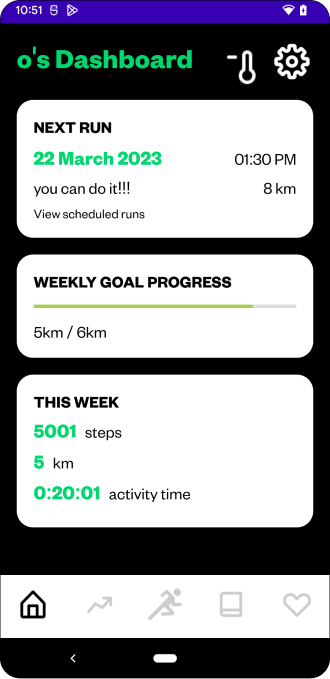 10:51
o's Dashboard
NEXT RUN
22 March 2023 01:30 PM
you can do it!!! 8 km
View scheduled runs
WEEKLY GOAL PROGRESS
5km / 6km
THIS WEEK
5001 steps
5 km
0:20:01 activity time